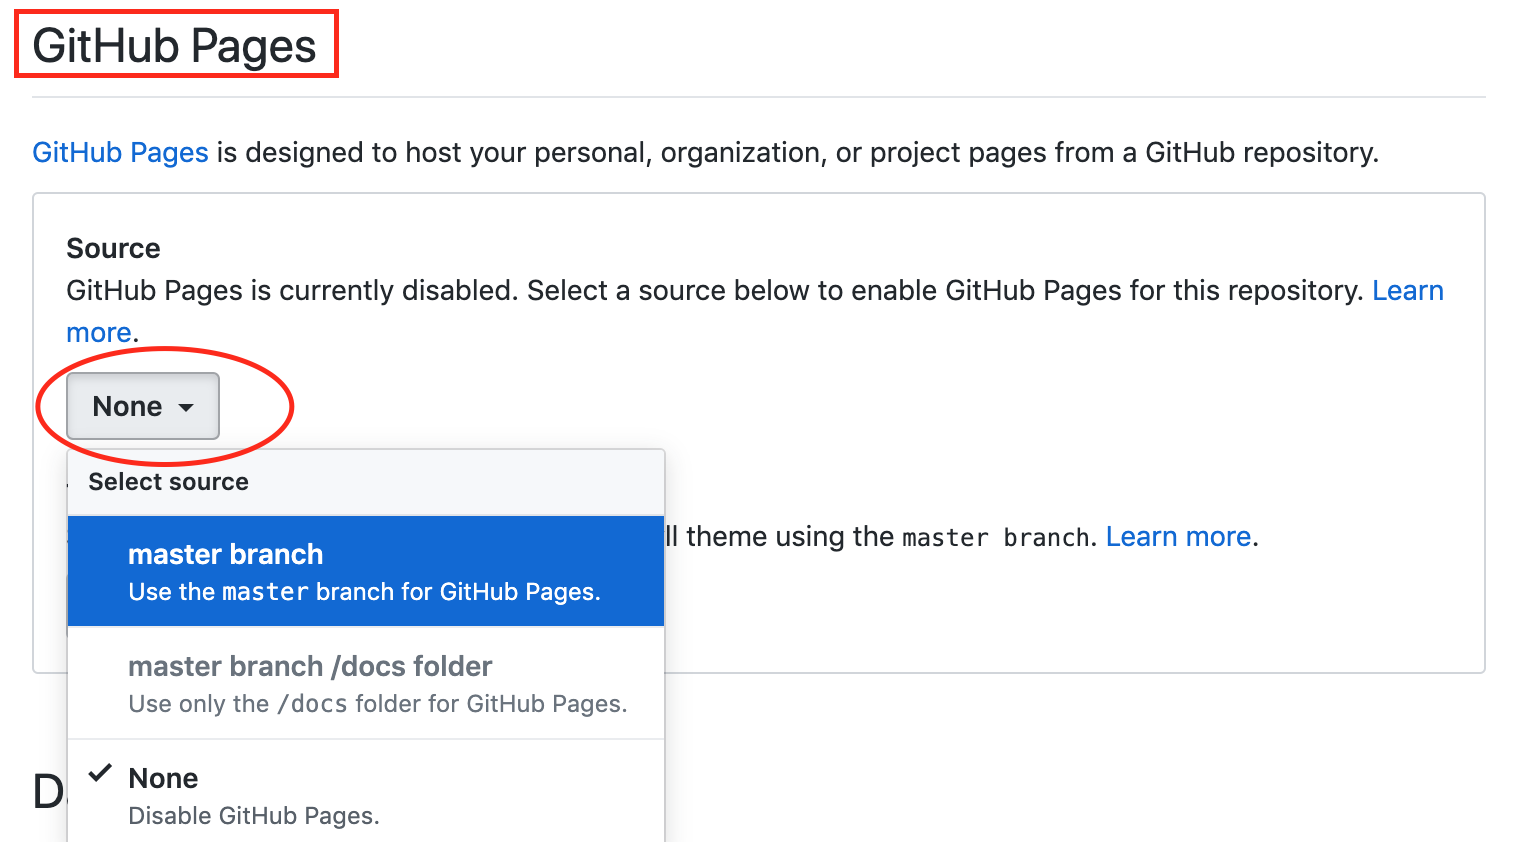 GitHub Pages
GitHub Pages is designed to host your personal, organization, or project pages from a GitHub repository.
Source
GitHub Pages is currently disabled. Select a source below to enable GitHub Pages for this repository. Learn
more.
None
Select source
master branch
Use the master branch for GitHub Pages.
theme using the master branch. Learn more.
master branch /docs folder
Use only the /docs folder for GitHub Pages.
None
Disable GitHub Pages.